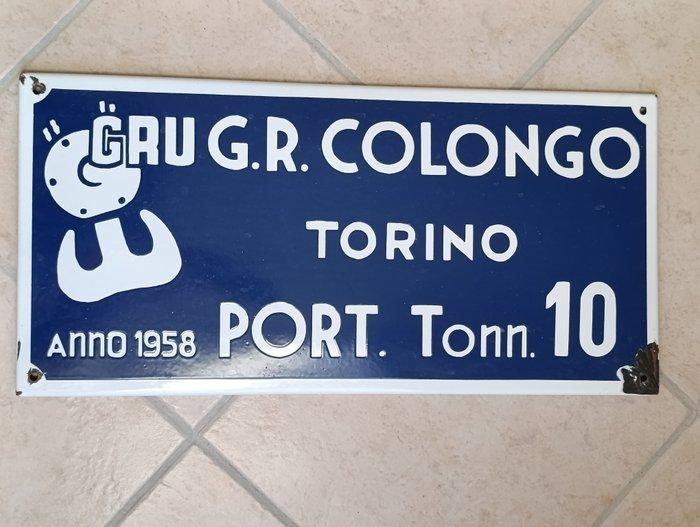 "GRU" G.R. COLONGO
TORINO
ANNO 1958 PORT. Tonn. 10